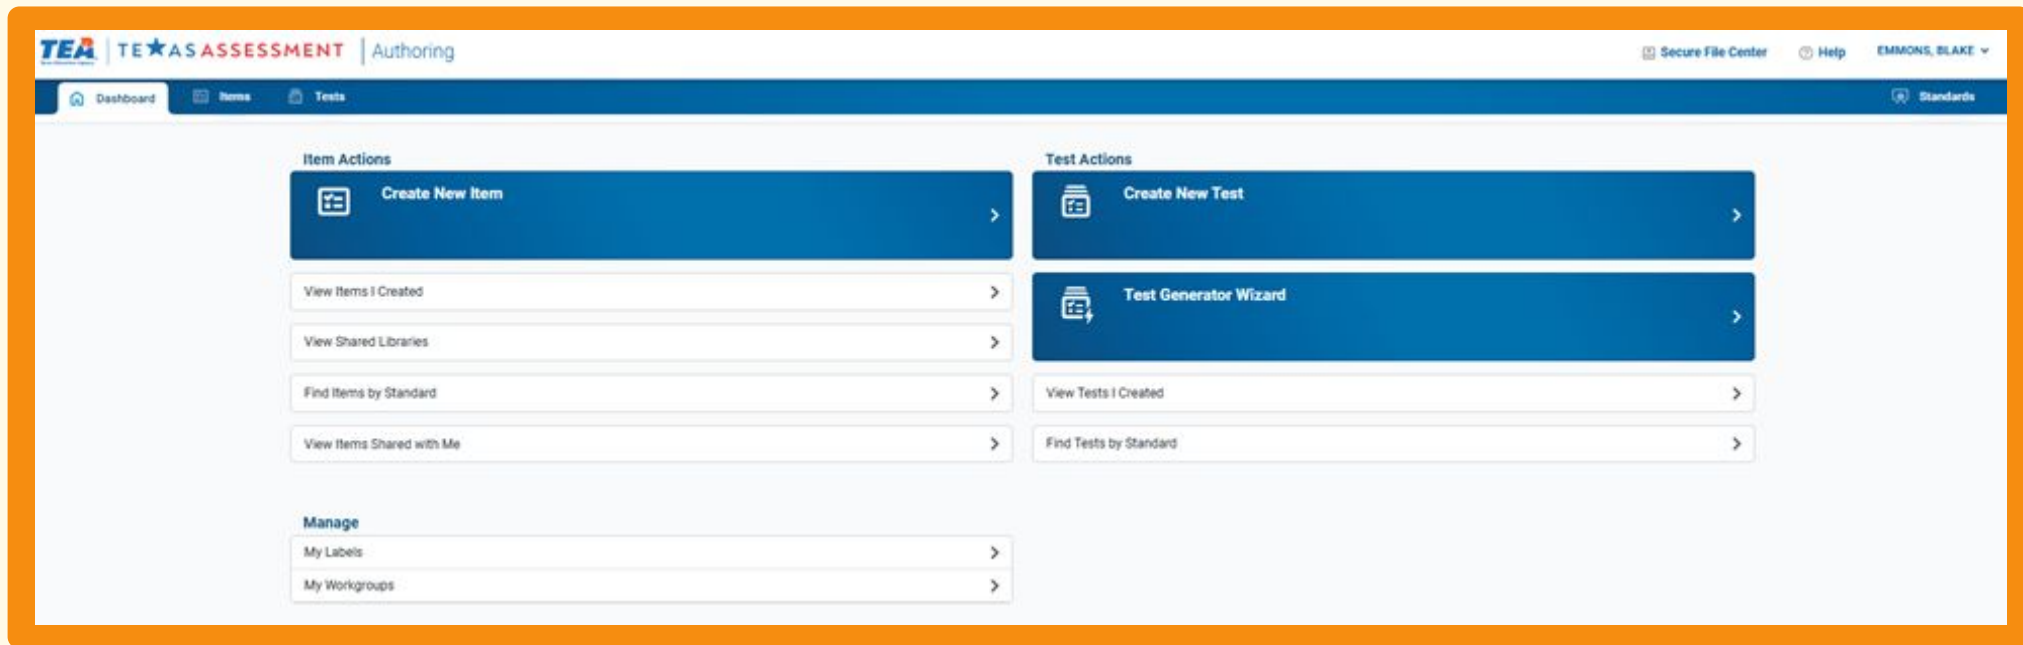 TEA TEXAS ASSESSMENT Authoring
Secure File Center Help EMMONS, BLAKE
Dashboard Items Tests Standards
Item Actions
Create New Item
View Items I Created
View Shared Libraries
Find Items by Standard
View Items Shared with Me
Test Actions
Create New Test
Test Generator Wizard
View Tests I Created
Find Tests by Standard
Manage
My Labels
My Workgroups